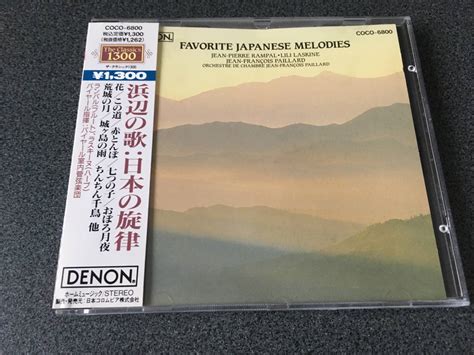 COCO-6800
税込定価¥1,300
(税抜価格¥1,262)
The Classics
1300
ザ・クラシック1300
¥1,300
浜辺の歌:日本の旋律
花/この道/赤とんぼ/七つの子/おぼろ月夜
荒城の月/城ヶ島の雨/ちんちん千鳥 他
ランパル(フルート)、ラスキーヌ(ハープ)
パイヤール指揮・パイヤール室内管弦楽団
DENON
ホームミュージック/STEREO
発売元:日本コロムビア株式会社
DENON
COCO-6800
FAVORITE JAPANESE MELODIES
JEAN-PIERRE RAMPAL·LILI LASKINE
JEAN-FRANÇOIS PAILLARD
ORCHESTRE DE CHAMBRE JEAN-FRANÇOIS PAILLARD